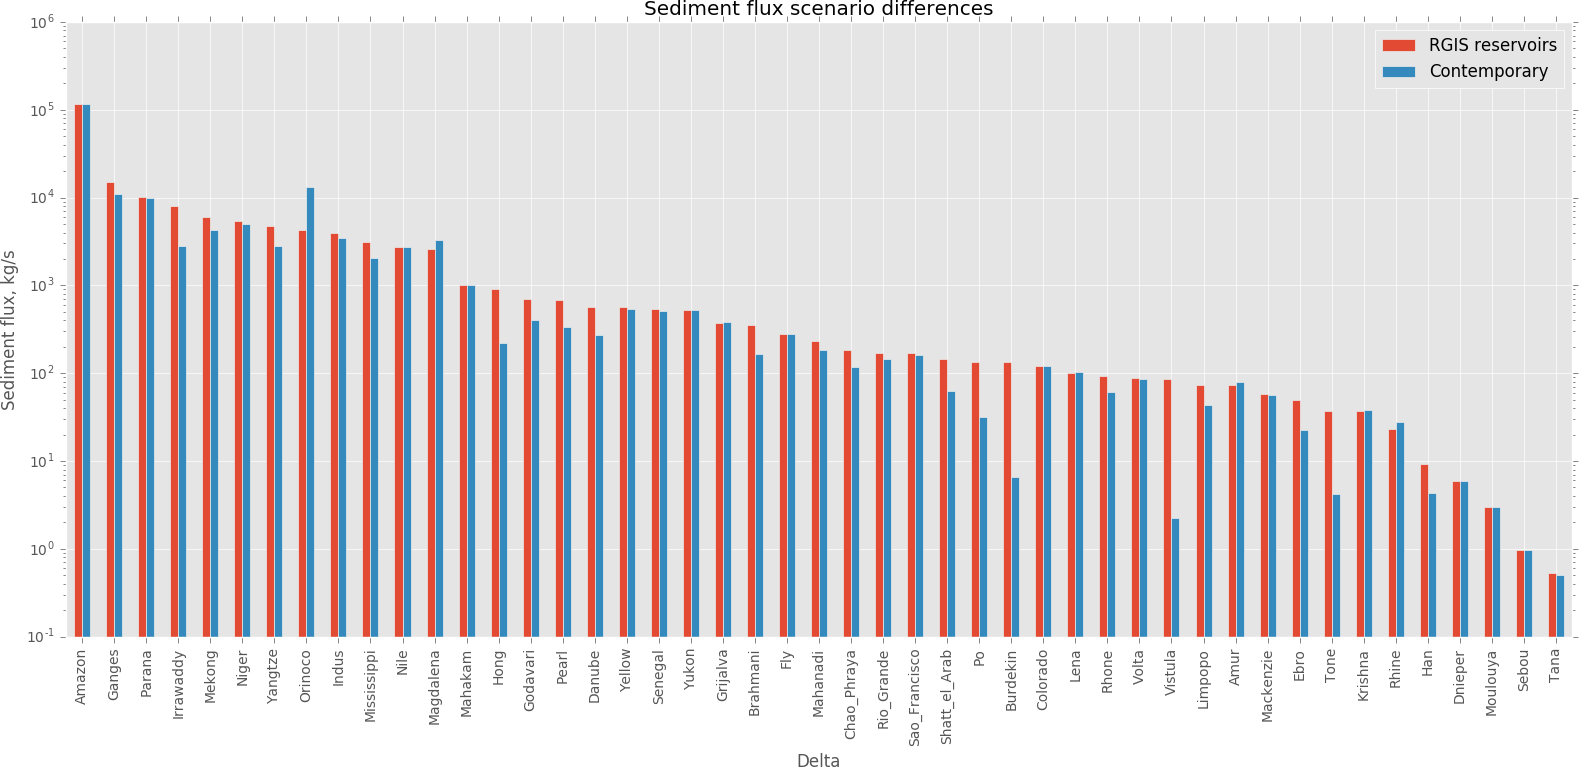 Sediment flux scenario differences
RGIS reservoirs
Contemporary
Sediment flux, kg/s
10^6
10^5
10^4
10^3
10^2
10^1
10^0
10^-1
Amazon
Ganges
Parana
Irrawaddy
Mekong
Niger
Yangtze
Orinoco
Indus
Mississippi
Nile
Magdalena
Mahakam
Hong
Godavari
Pearl
Danube
Yellow
Senegal
Yukon
Grijalva
Brahmani
Fly
Mahanadi
Chao_Phraya
Rio_Grande
Sao_Francisco
Shatt_el_Arab
Po
Burdekin
Colorado
Lena
Rhone
Volta
Vistula
Limpopo
Amur
Mackenzie
Ebro
Tone
Krishna
Rhine
Han
Dnieper
Moulouya
Sebou
Tana
Delta